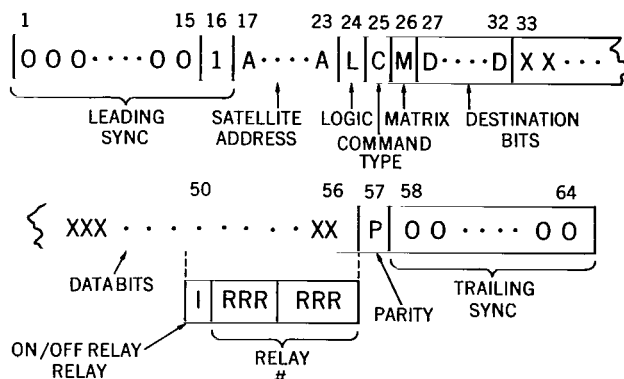 1 15 16 17 23 24 25 26 27 32 33
0 0 0 ···· 0 0 1 A ···· A L C M D ···· D X X ···
LEADING SYNC
SATELLITE ADDRESS
LOGIC
COMMAND TYPE
MATRIX
DESTINATION BITS
50 56 57 58 64
XXX · · · · · · · · XX P 0 0 ···· 0 0
DATA BITS
I RRR RRR
PARITY
TRAILING SYNC
ON/OFF RELAY
RELAY
RELAY
#